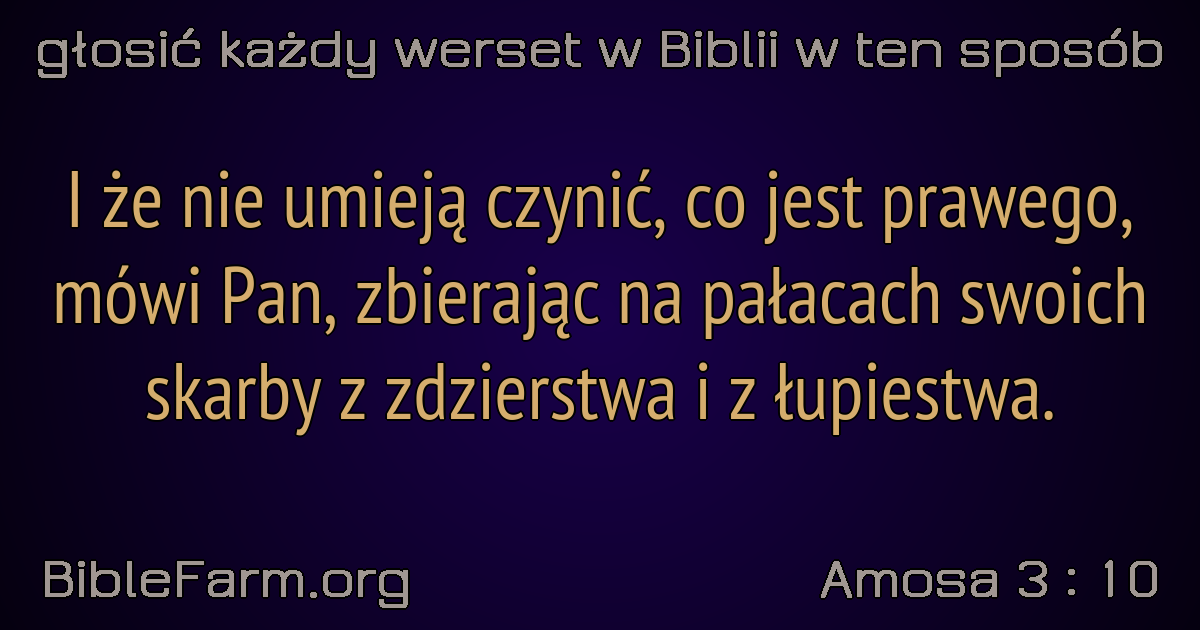 głosić każdy werset w Biblii w ten sposób
I że nie umieją czynić, co jest prawego,
mówi Pan, zbierając na pałacach swoich
skarby z zdzierstwa i z łupiestwa.
BibleFarm.org
Amosa 3 : 10